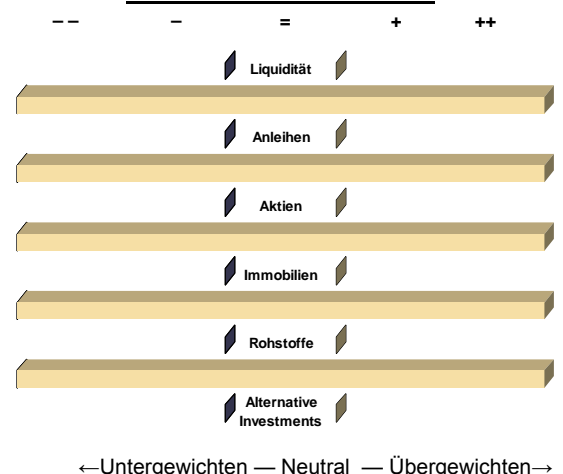 – – – = + ++
Liquidität
Anleihen
Aktien
Immobilien
Rohstoffe
Alternative
Investments
←Untergewichten — Neutral — Übergewichten→